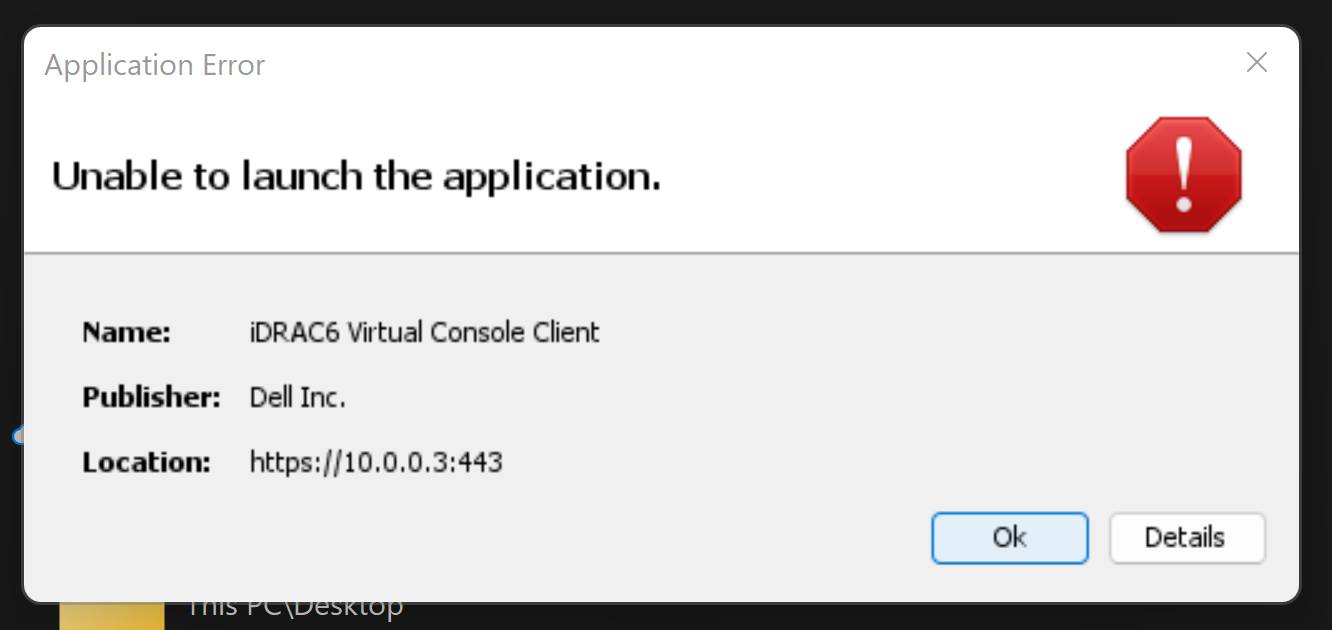 Application Error
Unable to launch the application.
Name: iDRAC6 Virtual Console Client
Publisher: Dell Inc.
Location: https://10.0.0.3:443
Ok Details
This PC\Desktop